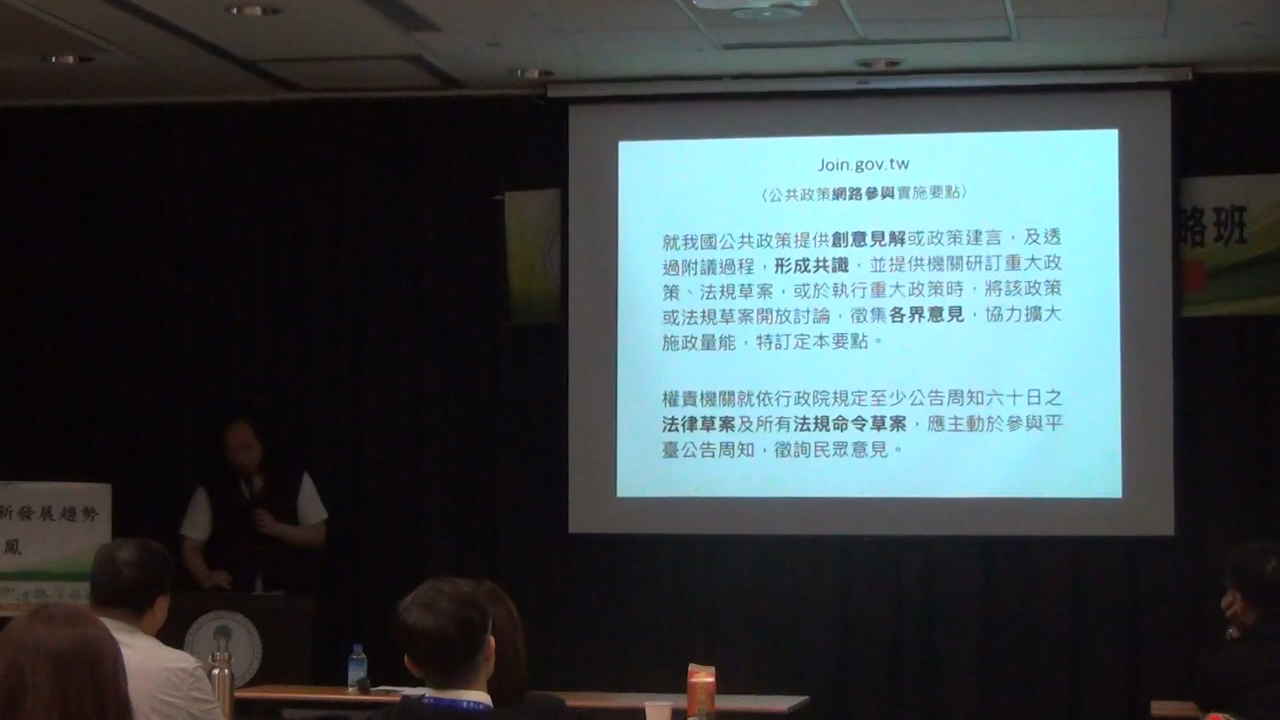 Join.gov.tw
〈公共政策網路參與實施要點〉
就我國公共政策提供創意見解或政策建言，及透
過附議過程，形成共識，並提供機關研訂重大政
策、法規草案，或於執行重大政策時，將該政策
或法規草案開放討論，徵集各界意見，協力擴大
施政量能，特訂定本要點。
權責機關就依行政院規定至少公告周知六十日之
法律草案及所有法規命令草案，應主動於參與平
臺公告周知，徵詢民眾意見。
略班
新發展趨勢
鳳